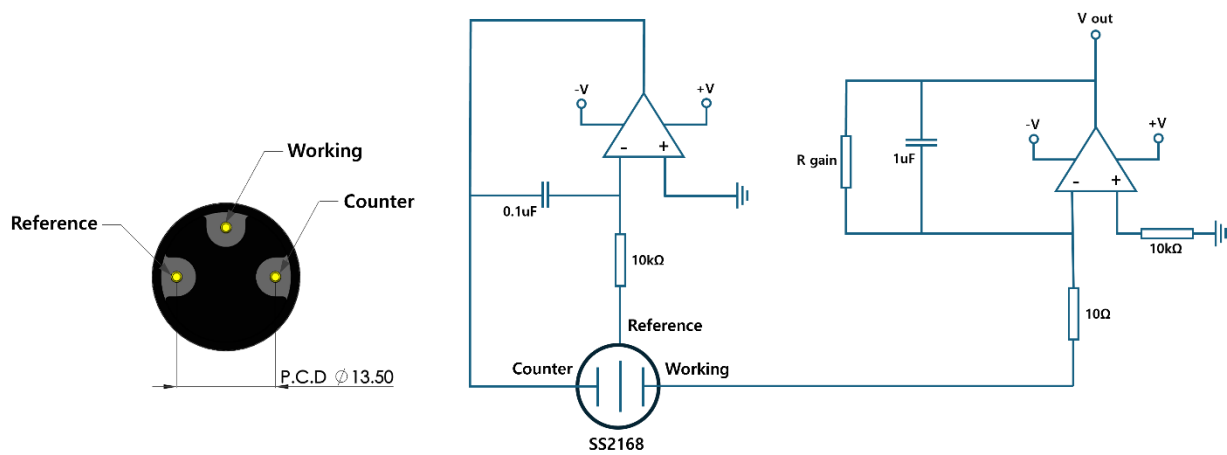 Working
Reference
Counter
P.C.D ∅ 13.50
-V
+V
-
+
0.1uF
10kΩ
Reference
Counter
Working
SS2168
V out
R gain
1uF
-V
+V
-
+
10kΩ
10Ω